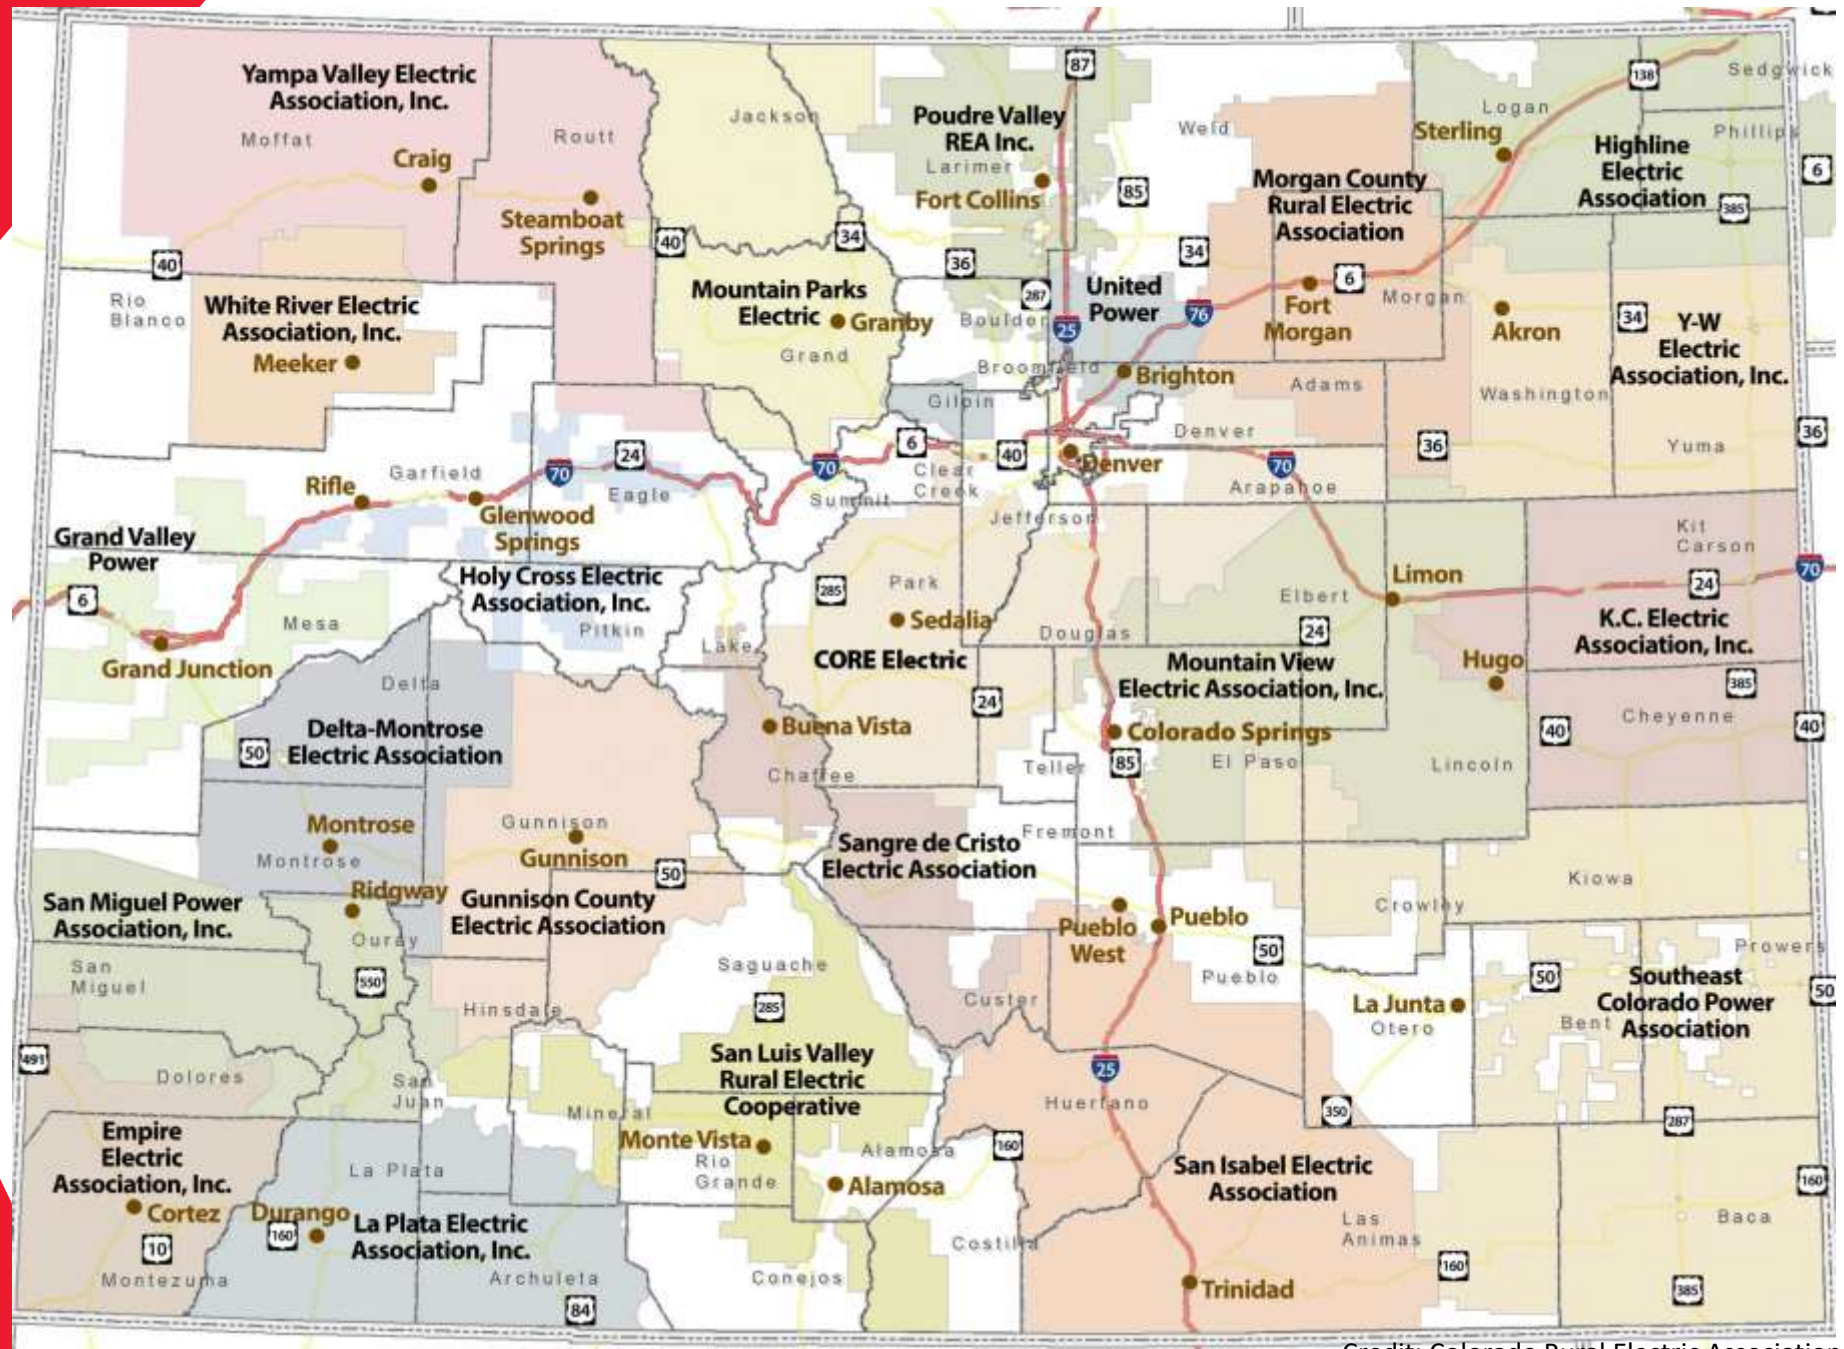 Yampa Valley Electric
Association, Inc.
Moffat
Craig
Routt
Steamboat
Springs
40
Jackson
40
34
Poudre Valley
REA Inc.
Larimer
Fort Collins
87
85
36
34
Weld
Morgan County
Rural Electric
Association
Sterling
Logan
138
Sedgwick
Phillips
Highline
Electric
Association
385
6
Rio
Blanco
White River Electric
Association, Inc.
Meeker
Mountain Parks
Electric
Granby
Grand
287
Boulder
25
United
Power
76
Broomfield
Brighton
Fort
Morgan
6
Morgan
Akron
34
Y-W
Electric
Association, Inc.
Adams
Washington
Gilpin
Denver
Yuma
36
36
Rifle
Garfield
Glenwood
Springs
70
24
Eagle
70
Summit
6
Clear
Creek
40
Denver
70
Arapahoe
Jefferson
Grand Valley
Power
6
Grand Junction
Mesa
Holy Cross Electric
Association, Inc.
Pitkin
Lake
285
Park
Sedalia
CORE Electric
Douglas
Elbert
24
Limon
Kit
Carson
24
70
K.C. Electric
Association, Inc.
Hugo
385
Cheyenne
40
40
Delta
Delta-Montrose
Electric Association
50
Buena Vista
Chaffee
24
Mountain View
Electric Association, Inc.
Colorado Springs
85
El Paso
Teller
Lincoln
Montrose
Montrose
Gunnison
Gunnison
50
Gunnison County
Electric Association
Sangre de Cristo
Electric Association
Fremont
Kiowa
Crowley
San Miguel Power
Association, Inc.
Ridgway
Ouray
550
San
Miguel
Hinsdale
Saguache
285
Custer
Pueblo
West
Pueblo
50
Pueblo
La Junta
Otero
50
Bent
Prowers
Southeast
Colorado Power
Association
50
491
Dolores
San
Juan
Mineral
San Luis Valley
Rural Electric
Cooperative
Monte Vista
Rio
Grande
Alamosa
Alamosa
160
25
Huerfano
350
287
Empire
Electric
Association, Inc.
Cortez
10
Montezuma
La Plata
Durango
160
La Plata Electric
Association, Inc.
Archuleta
84
Conejos
Costilla
San Isabel Electric
Association
Las
Animas
160
Trinidad
Baca
160
385
Credit: Colorado Rural Electric Association